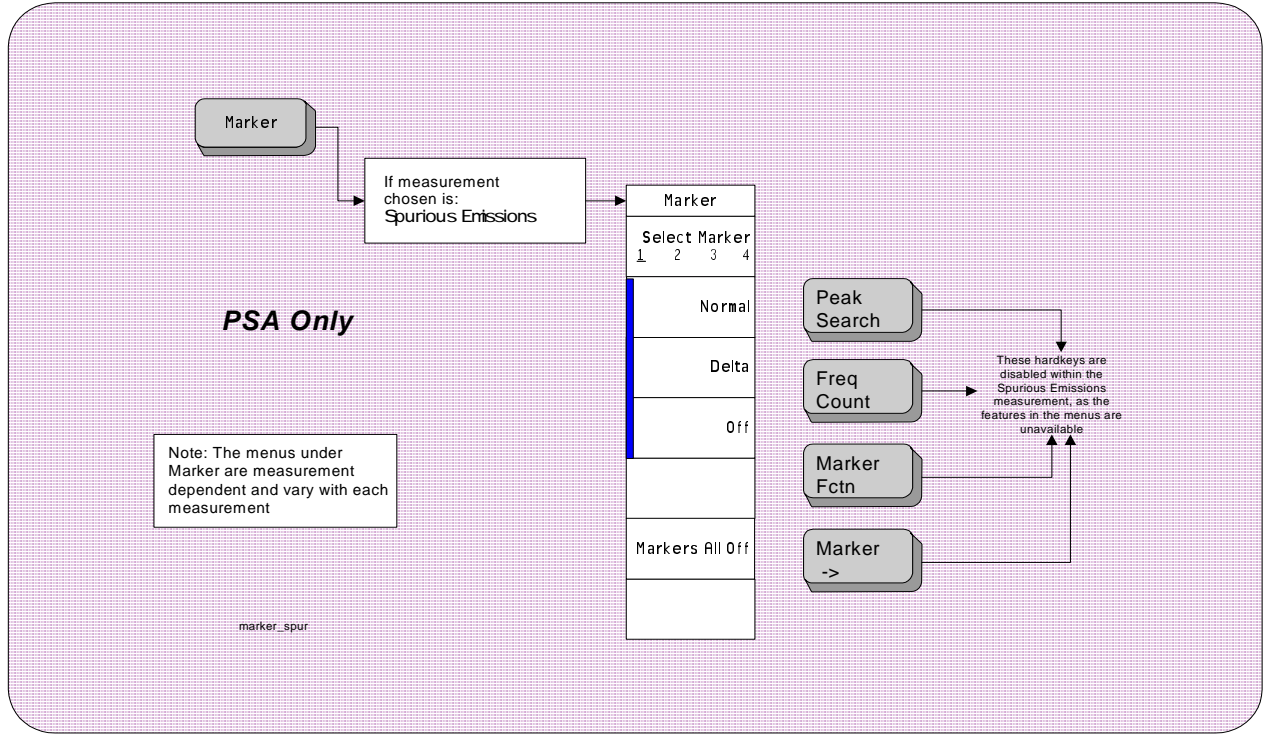 Marker
If measurement
chosen is:
Spurious Emissions
Marker
Select Marker
1 2 3 4
Normal
Delta
Off
Markers All Off
PSA Only
Note: The menus under
Marker are measurement
dependent and vary with each
measurement
marker_spur
Peak
Search
Freq
Count
Marker
Fctn
Marker
->
These hardkeys are
disabled within the
Spurious Emissions
measurement, as the
features in the menus are
unavailable